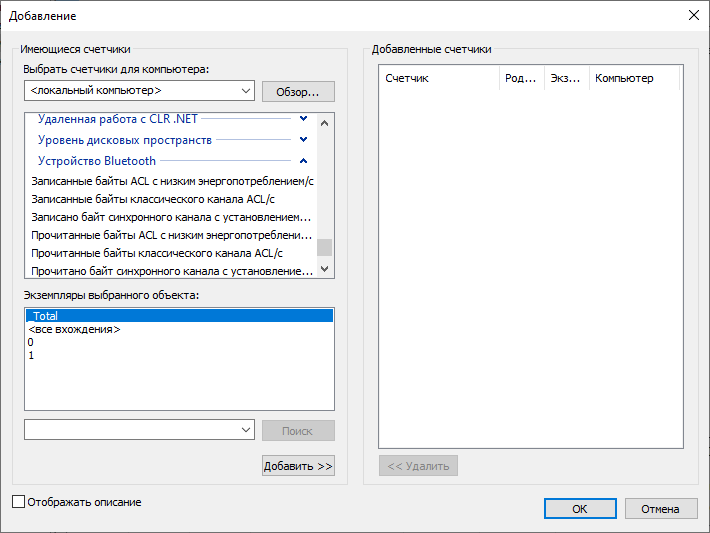 Добавление
Имеющиеся счетчики
Выбрать счетчики для компьютера:
<локальный компьютер>
Обзор...
Удаленная работа с CLR .NET
Уровень дисковых пространств
Устройство Bluetooth
Записанные байты ACL с низким энергопотреблением/с
Записанные байты классического канала ACL/с
Записано байт синхронного канала с установлением...
Прочитанные байты ACL с низким энергопотреблени...
Прочитанные байты классического канала ACL/с
Прочитано байт синхронного канала с установление...
Экземпляры выбранного объекта:
_Total
<все вхождения>
0
1
Поиск
Добавить >>
Отображать описание
Добавленные счетчики
Счетчик Род... Экз... Компьютер
<< Удалить
ОК
Отмена